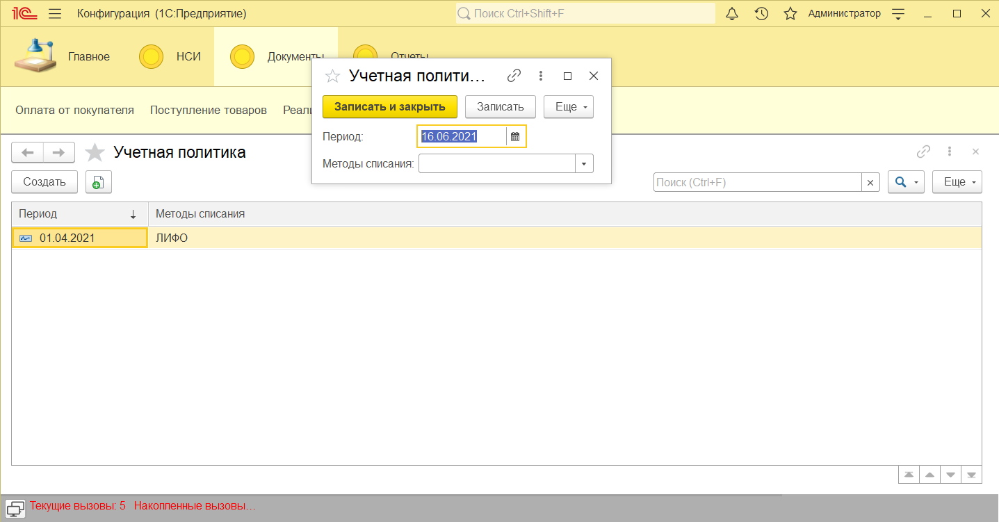 1С Конфигурация (1С:Предприятие) Поиск Ctrl+Shift+F Администратор
Главное НСИ Документы Отчеты
Учетная полити...
Записать и закрыть Записать Еще
Период: 16.06.2021
Методы списания:
Оплата от покупателя Поступление товаров
Учетная политика
Создать Поиск (Ctrl+F) Еще
Период Методы списания
01.04.2021 ЛИФО
Текущие вызовы: 5 Накопленные вызовы...